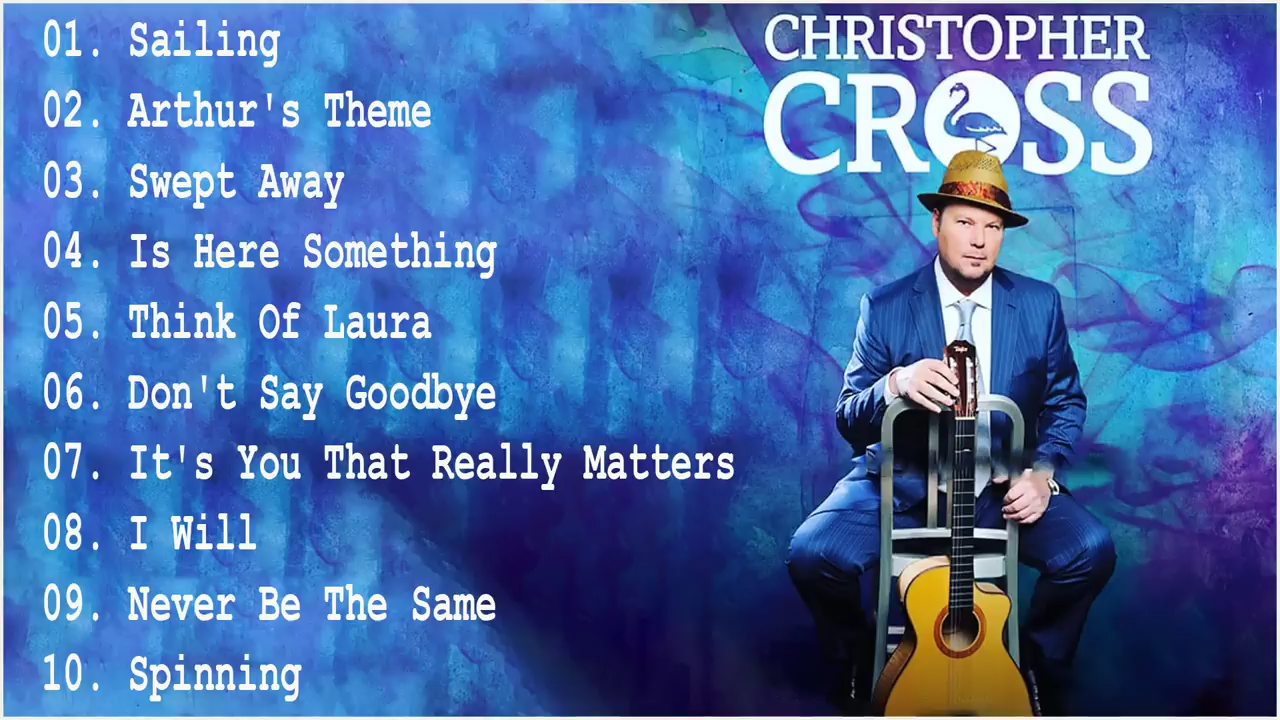 01. Sailing
02. Arthur's Theme
03. Swept Away
04. Is Here Something
05. Think Of Laura
06. Don't Say Goodbye
07. It's You That Really Matters
08. I Will
09. Never Be The Same
10. Spinning
CHRISTOPHER
CROSS
Taylor